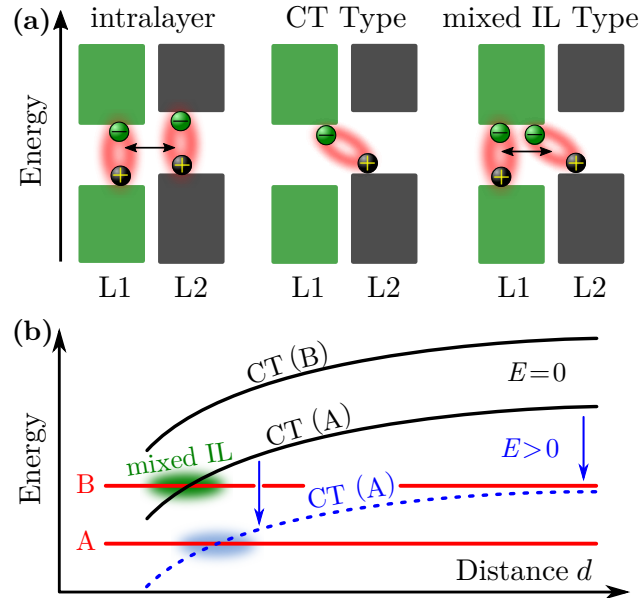 (a) intralayer CT Type mixed IL Type
Energy
− − − − −
+ + + + +
L1 L2 L1 L2 L1 L2
(b)
Energy
CT (B)
E=0
CT (A)
mixed IL
E>0
B
CT (A)
A
Distance d